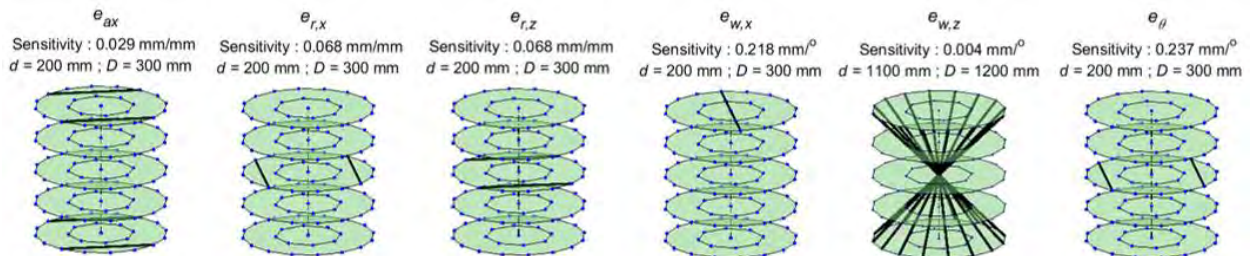 e_ax
Sensitivity : 0.029 mm/mm
d = 200 mm ; D = 300 mm
e_r,x
Sensitivity : 0.068 mm/mm
d = 200 mm ; D = 300 mm
e_r,z
Sensitivity : 0.068 mm/mm
d = 200 mm ; D = 300 mm
e_w,x
Sensitivity : 0.218 mm/°
d = 200 mm ; D = 300 mm
e_w,z
Sensitivity : 0.004 mm/°
d = 1100 mm ; D = 1200 mm
e_θ
Sensitivity : 0.237 mm/°
d = 200 mm ; D = 300 mm